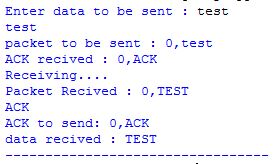 Enter data to be sent : test
test
packet to be sent : 0,test
ACK recived : 0,ACK
Receiving....
Packet Recived : 0,TEST
ACK
ACK to send: 0,ACK
data recived : TEST
---------------------------------